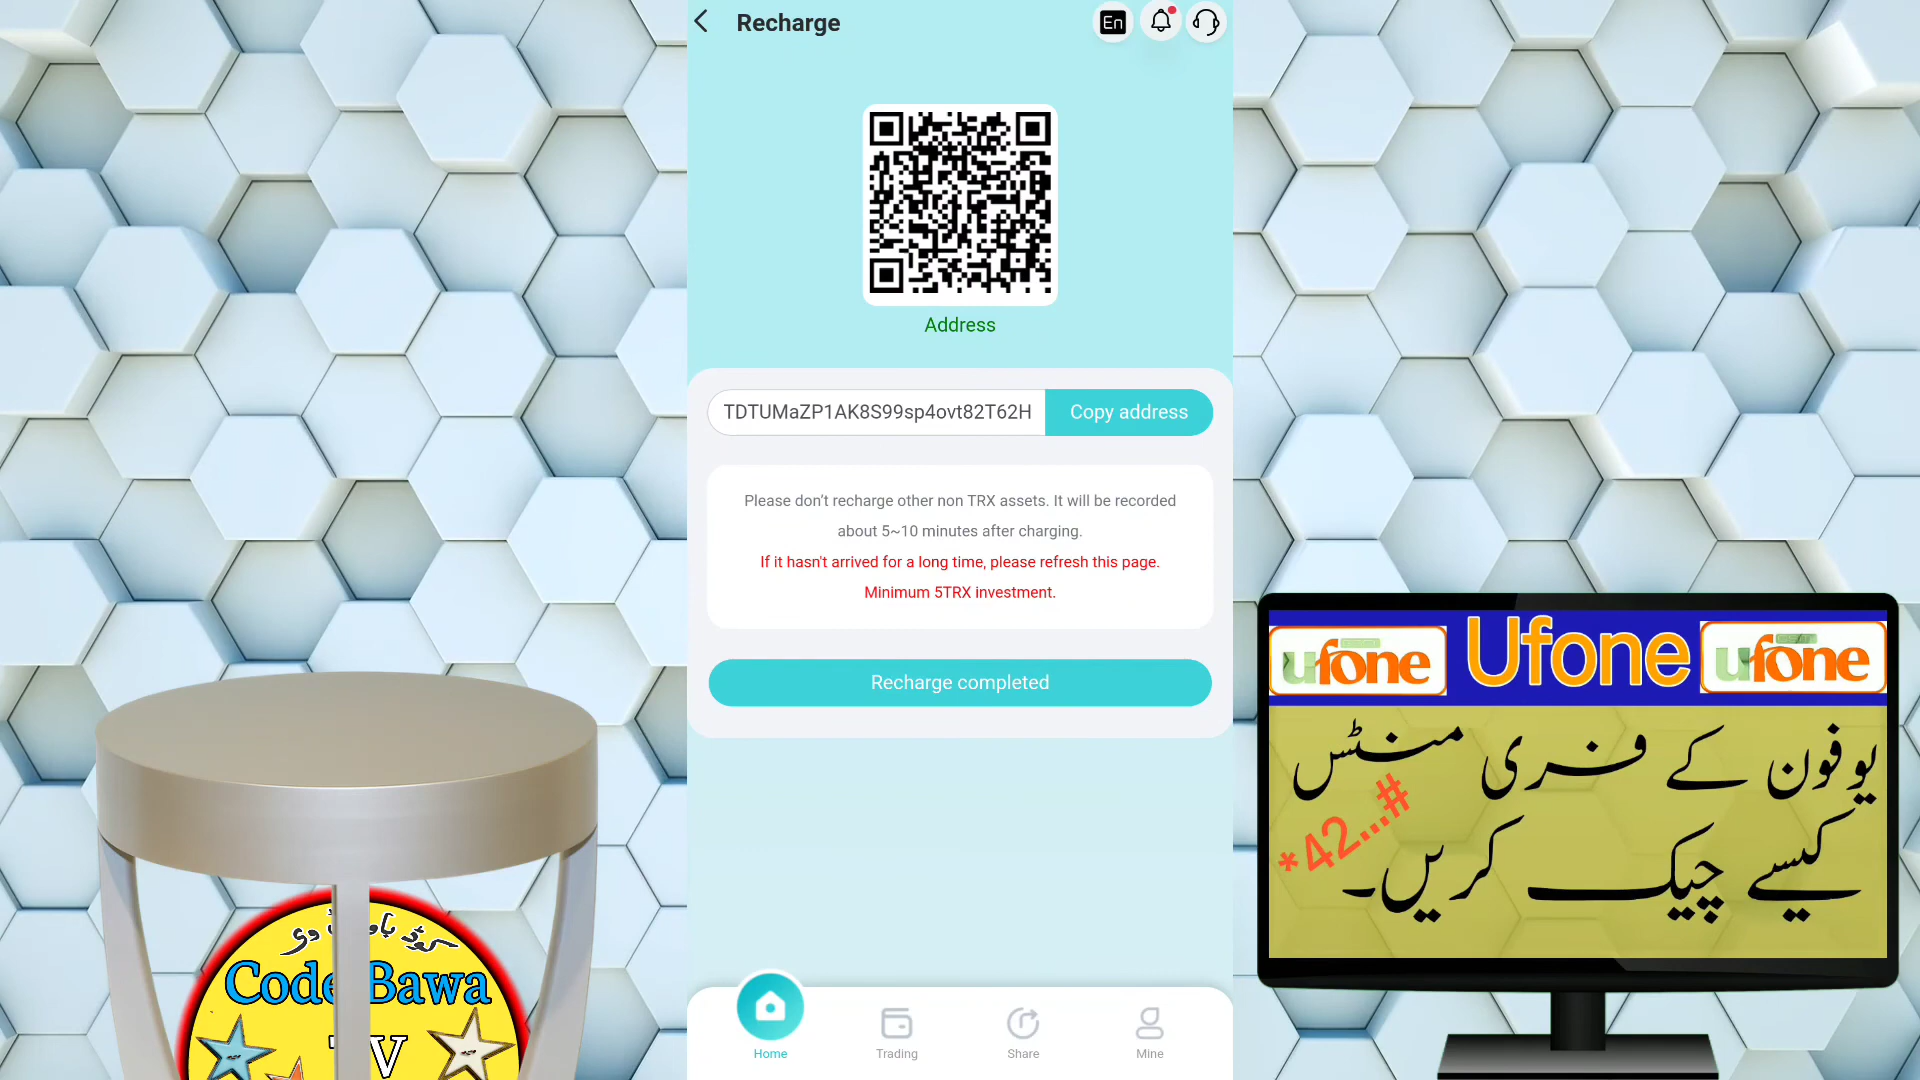 Recharge
En
Address
TDTUMaZP1AK8S99sp4ovt82T62H
Copy address
Please don't recharge other non TRX assets. It will be recorded
about 5~10 minutes after charging.
If it hasn't arrived for a long time, please refresh this page.
Minimum 5TRX investment.
Recharge completed
Home
Trading
Share
Mine
ufone
Ufone
ufone
یوفون کے فری منٹس
کیسے چیک کریں۔
*42...#
Code Bawa
TV